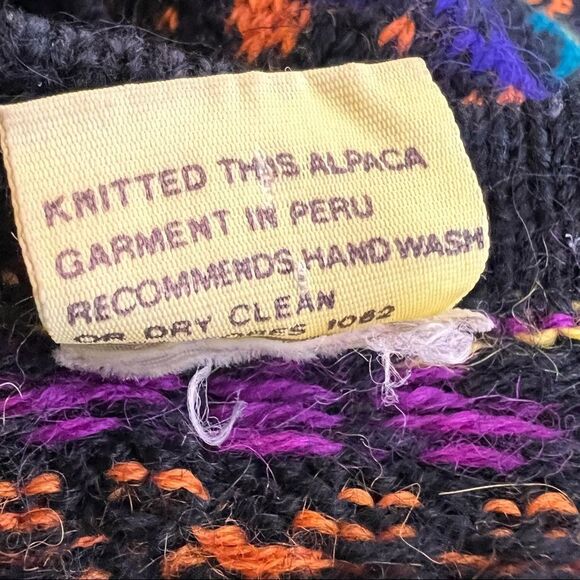 KNITTED THIS ALPACA
GARMENT IN PERU
RECOMMENDS HAND WASH
OR DRY CLEAN
1082